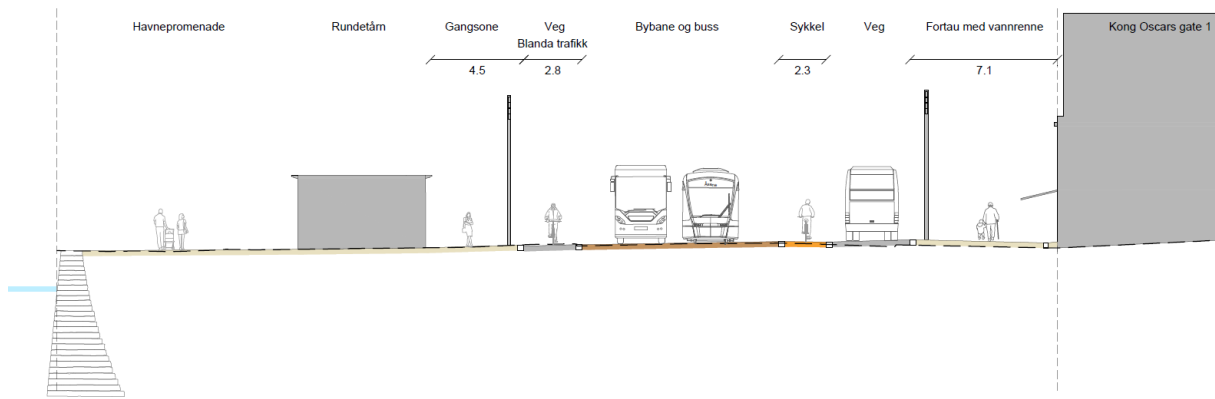 Havnepromenade
Rundetårn
Gangsone
Veg
Blanda trafikk
Bybane og buss
Sykkel
Veg
Fortau med vannrenne
Kong Oscars gate 1
4.5
2.8
2.3
7.1